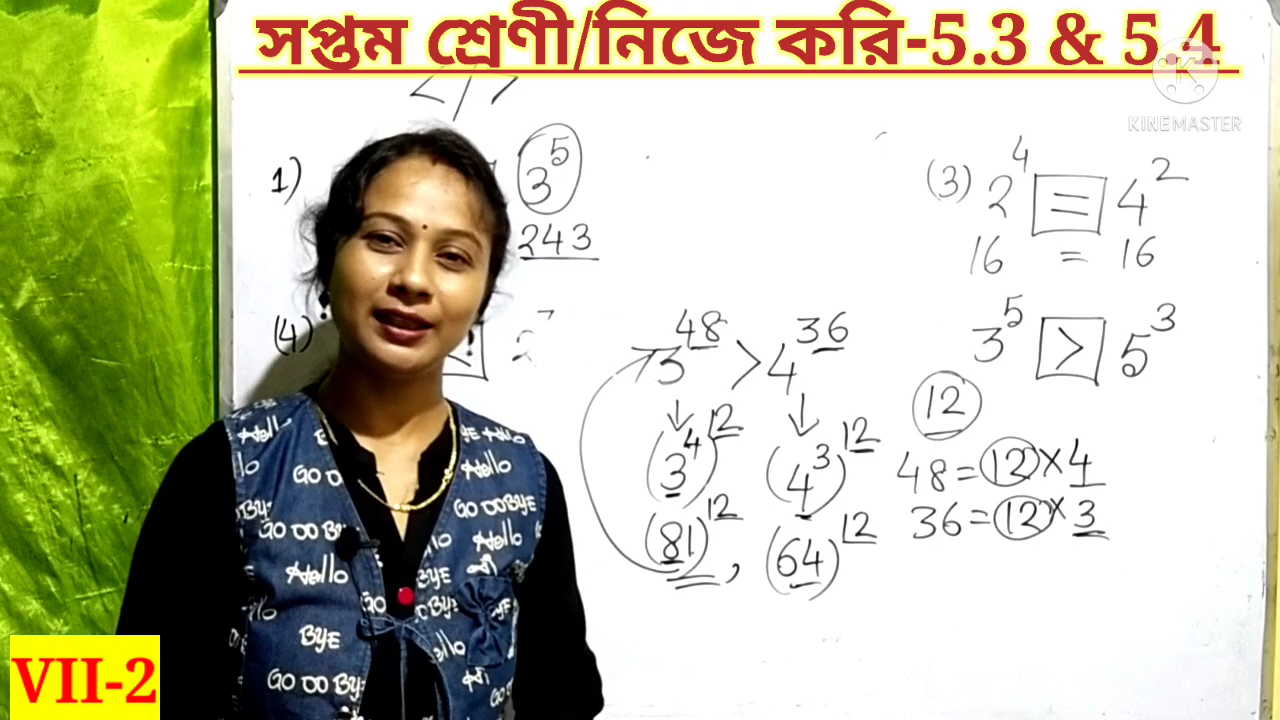 সপ্তম শ্রেণী/নিজে করি-5.3 & 5.4
KINEMASTER
1) 3^5
243
(3) 2^4 = 4^2
16 = 16
3^5 > 5^3
(4)
3^48 > 4^36
(3^4)^12 (4^3)^12
(81)^12 , (64)^12
12
48 = 12 × 4
36 = 12 × 3
Hello
GOODBYE
BYE
VII-2